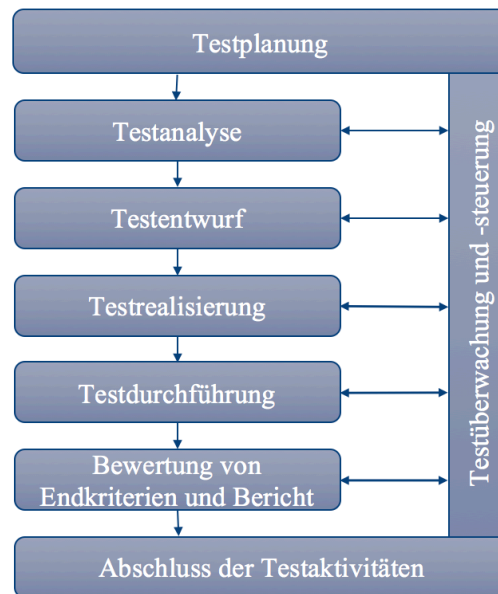 Testplanung
Testanalyse
Testentwurf
Testrealisierung
Testdurchführung
Bewertung von
Endkriterien und Bericht
Testüberwachung und -steuerung
Abschluss der Testaktivitäten